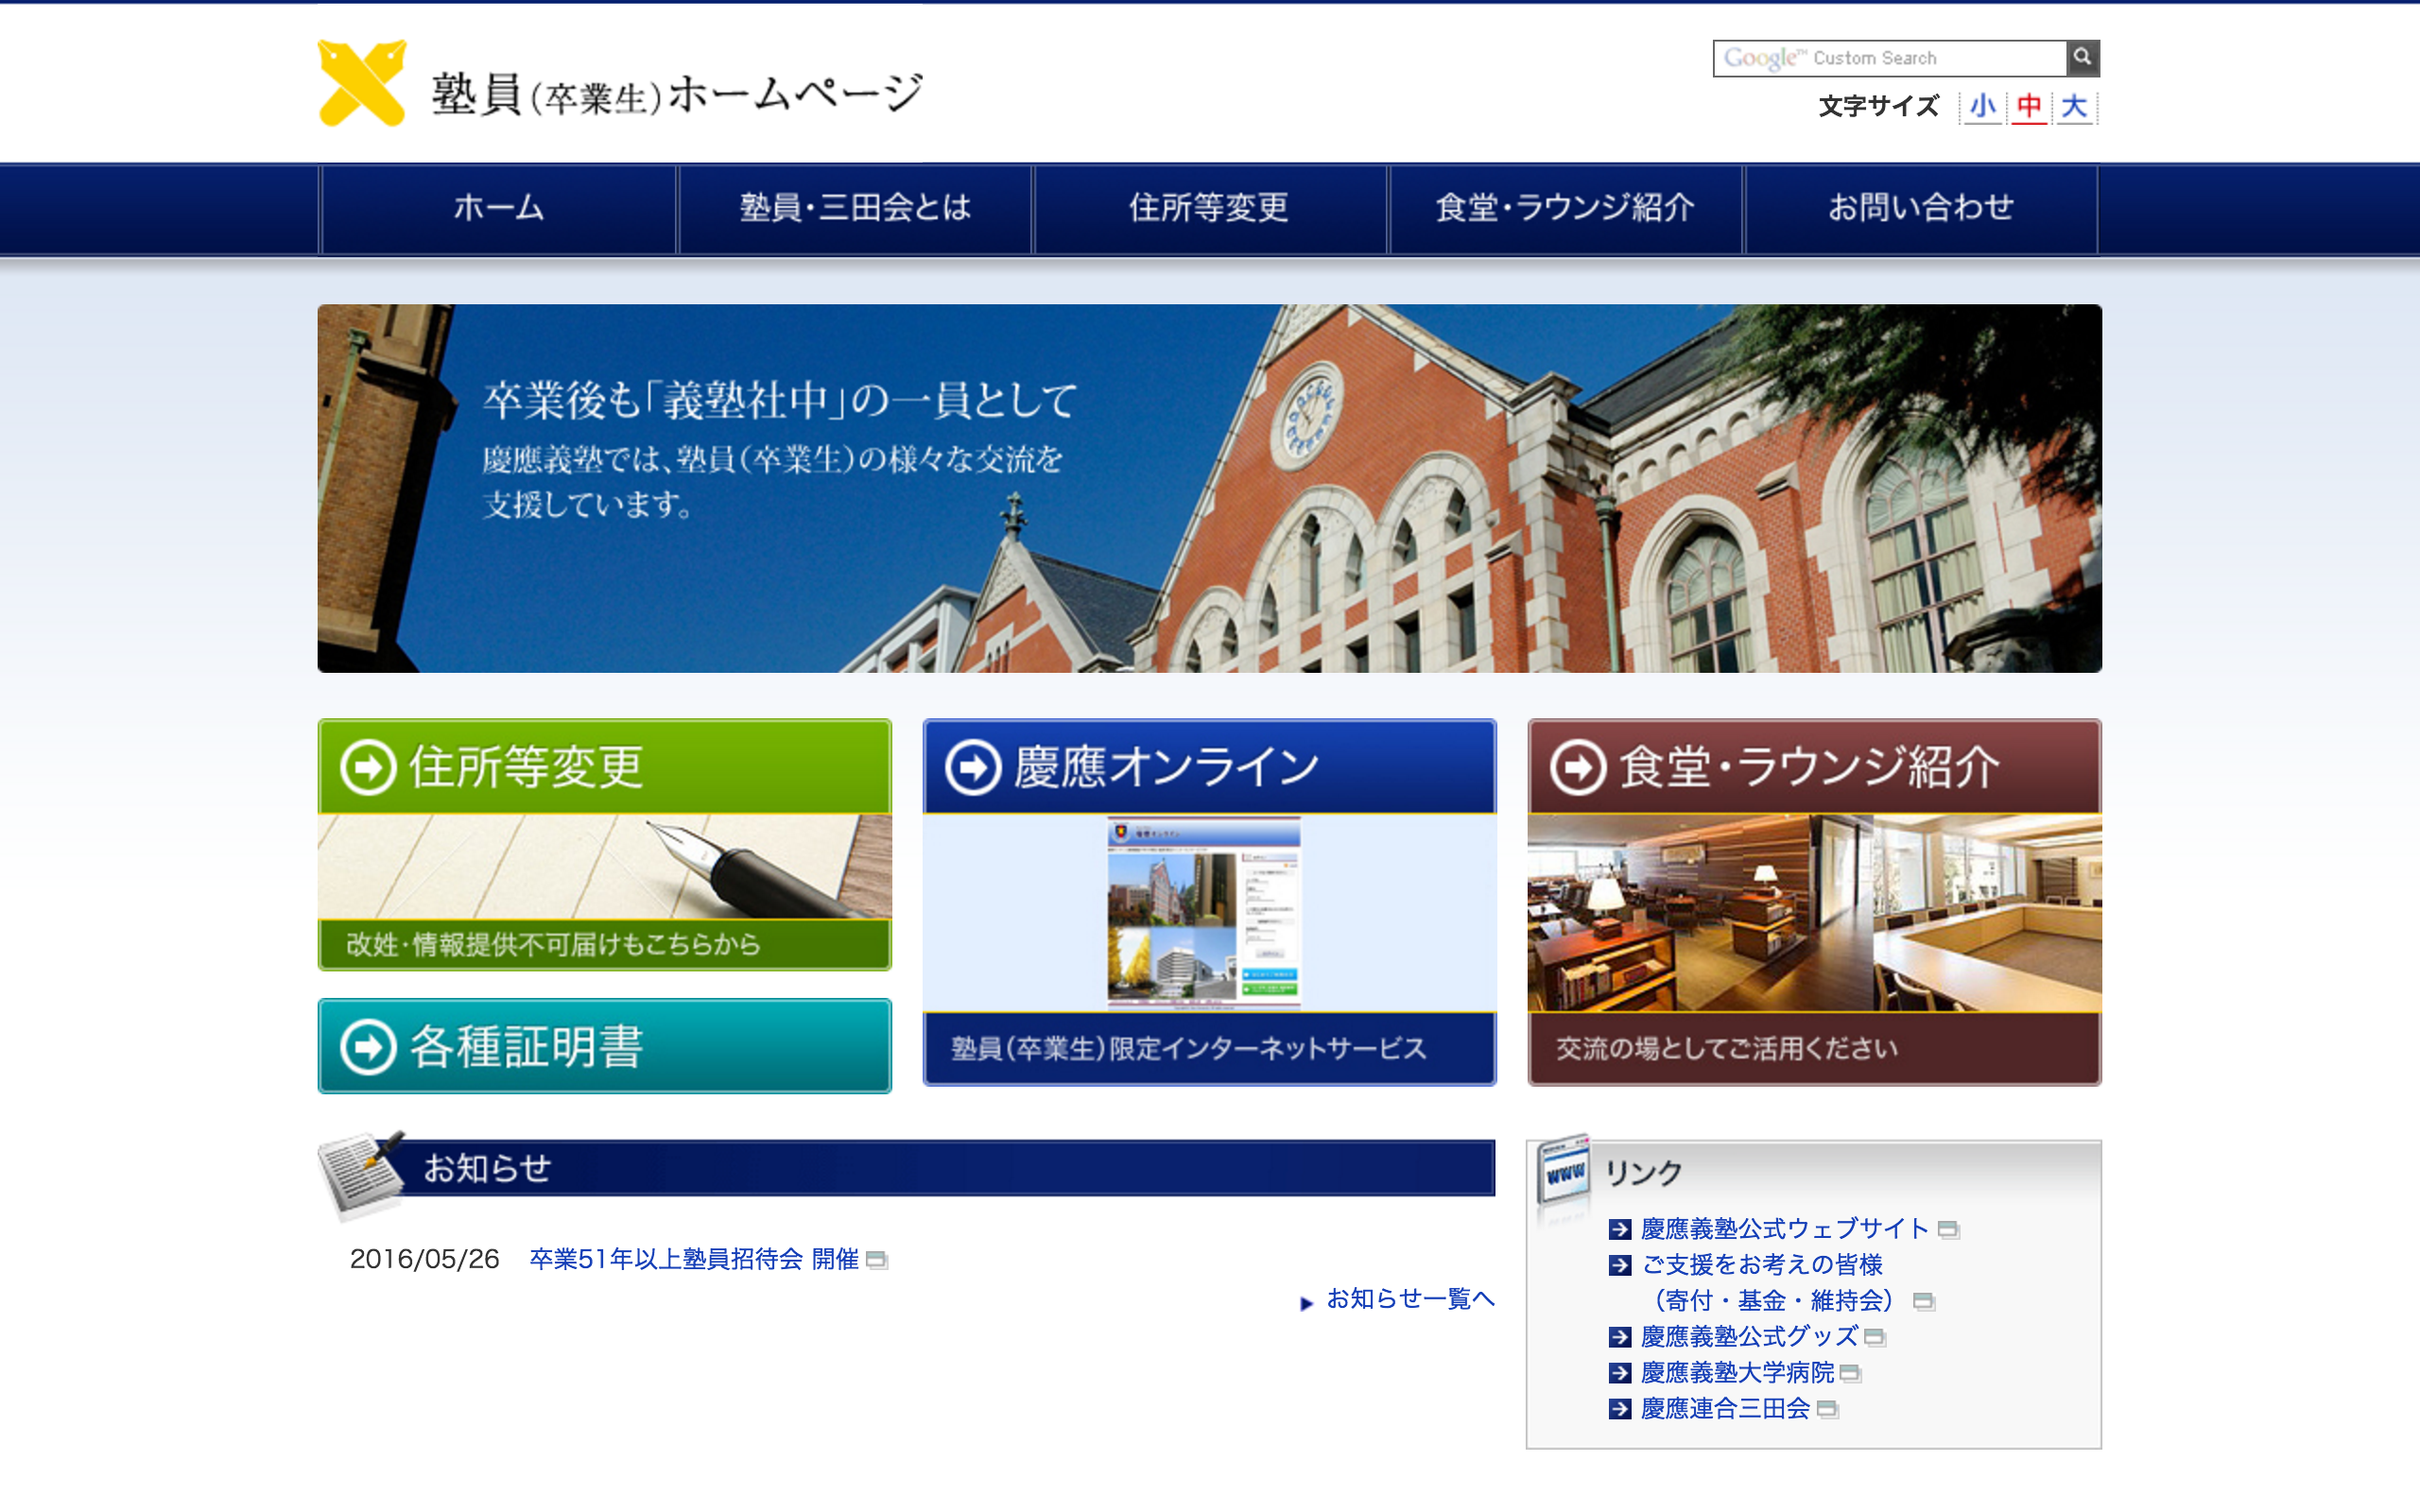 塾員(卒業生)ホームページ
Google™ Custom Search
文字サイズ 小 中 大
ホーム
塾員・三田会とは
住所等変更
食堂・ラウンジ紹介
お問い合わせ
卒業後も「義塾社中」の一員として
慶應義塾では、塾員(卒業生)の様々な交流を
支援しています。
住所等変更
改姓・情報提供不可届けもこちらから
各種証明書
慶應オンライン
慶應オンライン
塾員(卒業生)限定インターネットサービス
食堂・ラウンジ紹介
交流の場としてご活用ください
お知らせ
2016/05/26 卒業51年以上塾員招待会 開催
お知らせ一覧へ
WWW
リンク
慶應義塾公式ウェブサイト
ご支援をお考えの皆様
（寄付・基金・維持会）
慶應義塾公式グッズ
慶應義塾大学病院
慶應連合三田会